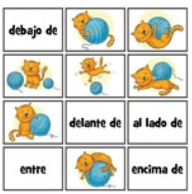 debajo de
delante de
al lado de
entre
encima de